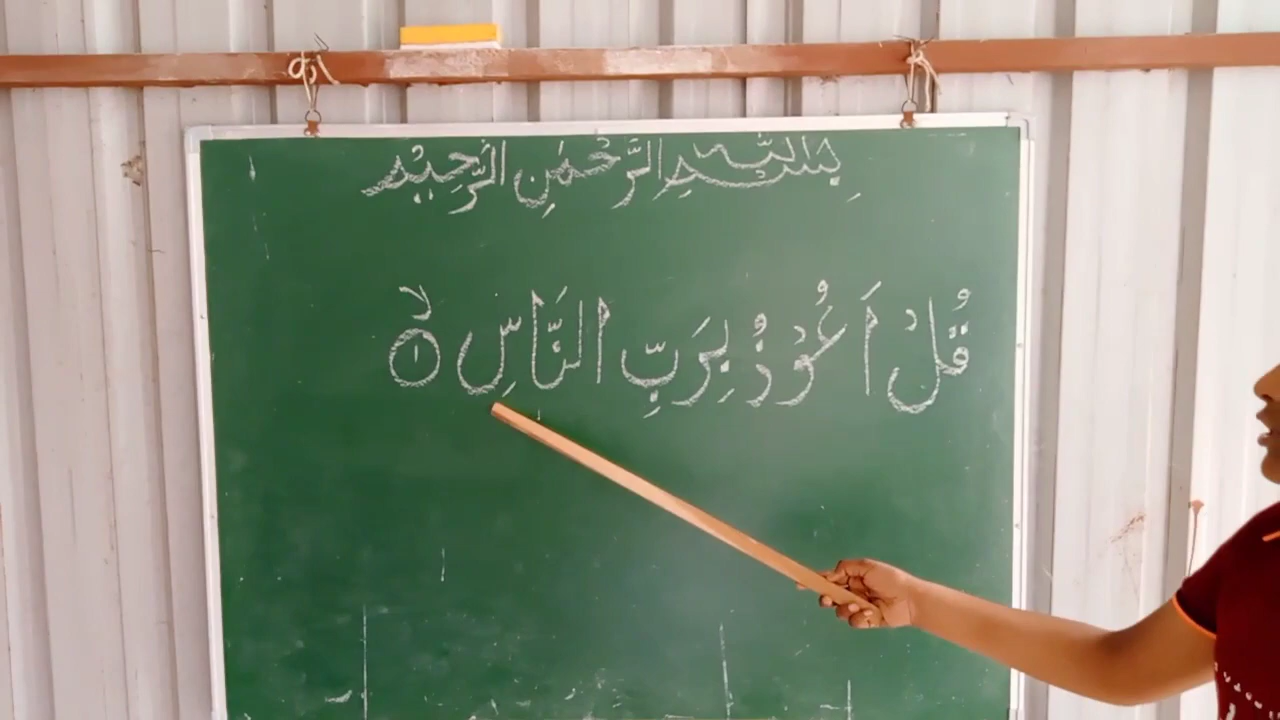 بِسْمِ اللّٰهِ الرَّحْمٰنِ الرَّحِيْمِ
قُلْ اَعُوْذُ بِرَبِّ النَّاسِ ۙ١